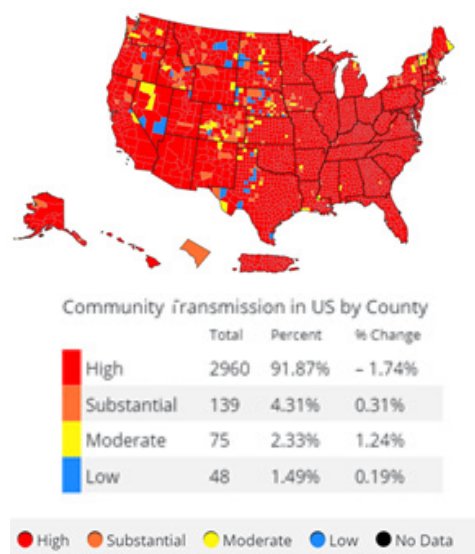 Community Transmission in US by County
Total Percent % Change
High 2960 91.87% – 1.74%
Substantial 139 4.31% 0.31%
Moderate 75 2.33% 1.24%
Low 48 1.49% 0.19%
High Substantial Moderate Low No Data